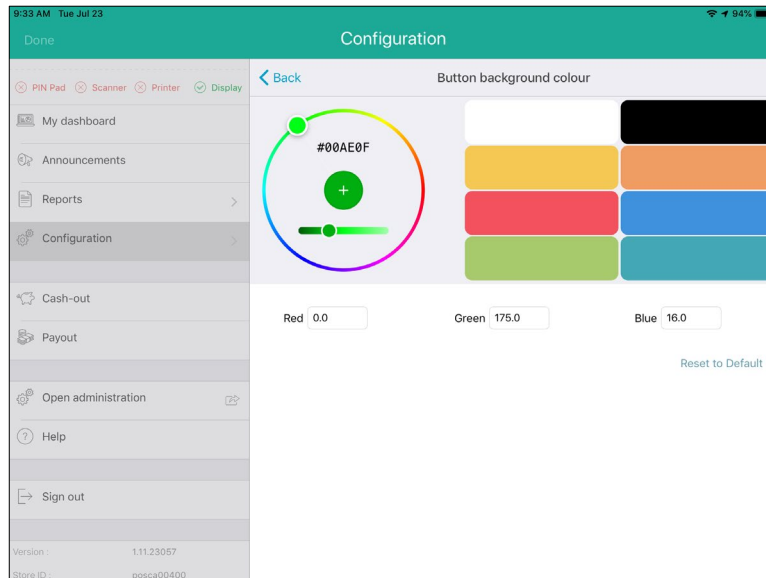 9:33 AM Tue Jul 23
94%
Done
Configuration
PIN Pad Scanner Printer Display
Back
Button background colour
My dashboard
Announcements
Reports
Configuration
Cash-out
Payout
Open administration
Help
Sign out
Version : 1.11.23057
Store ID : posca00400
#00AE0F
+
Red 0.0 Green 175.0 Blue 16.0
Reset to Default